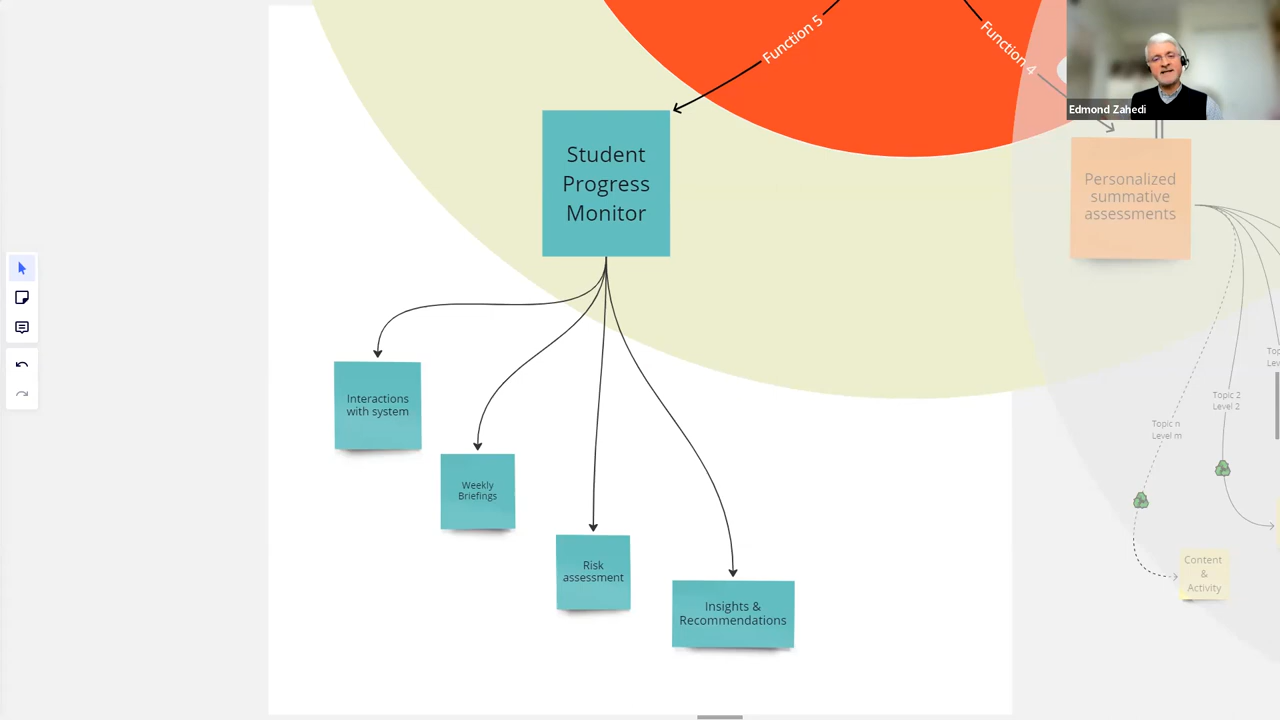 Function 5
Function 4
Edmond Zahedi
Student
Progress
Monitor
Personalized
summative
assessments
Interactions
with system
Weekly
Briefings
Risk
assessment
Insights &
Recommendations
Topic n
Level m
Topic 2
Level 2
Content
&
Activity